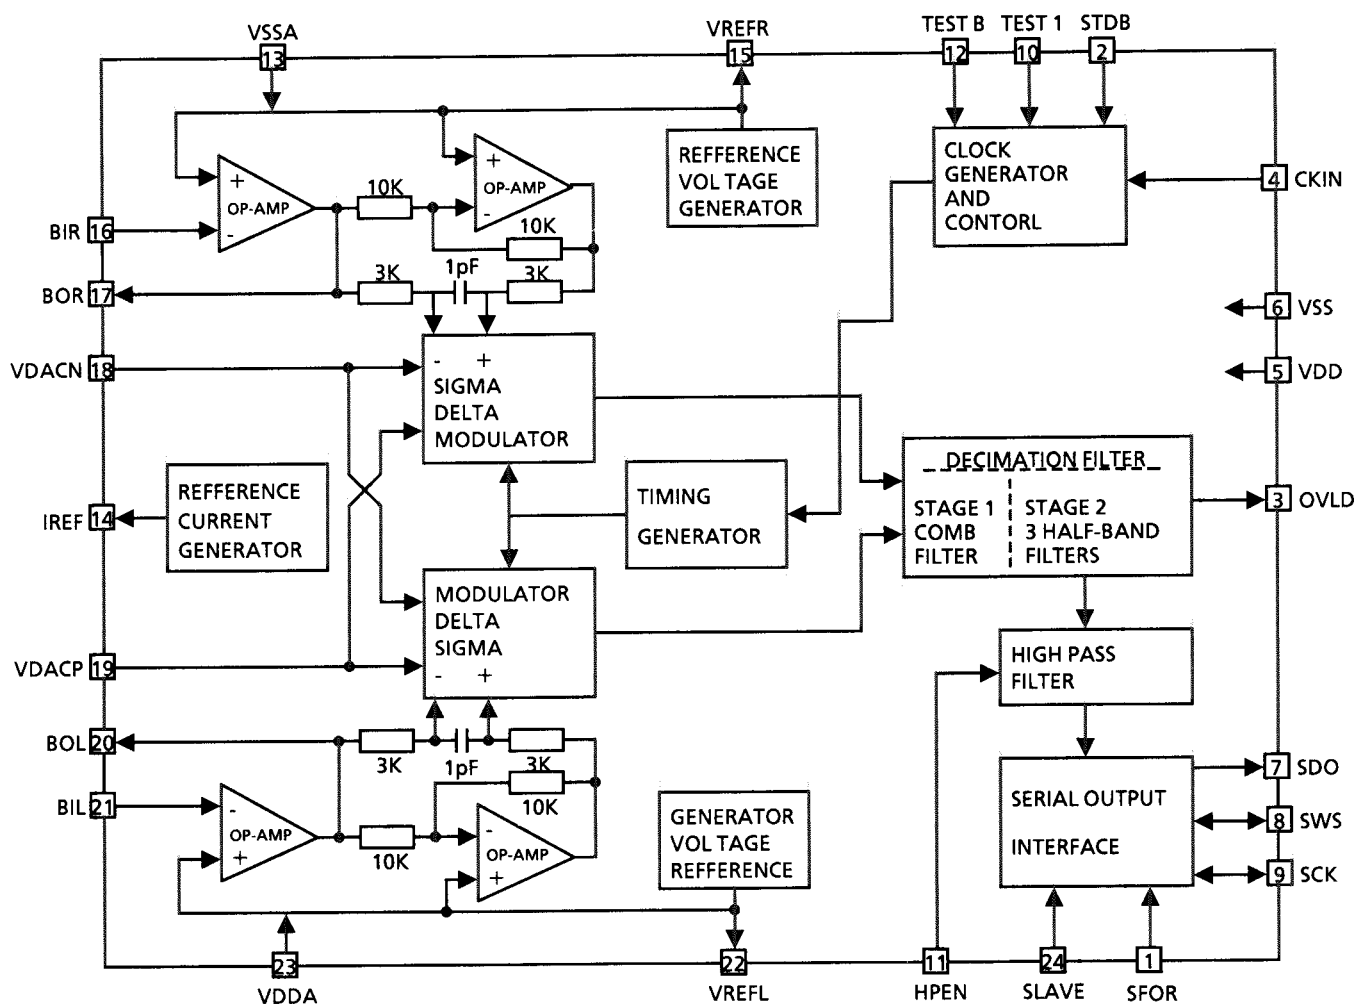 VSSA
13
VREFR
15
TEST B
12
TEST 1
10
STDB
2
+
OP-AMP
-
10K
+
OP-AMP
-
10K
REFFERENCE
VOLTAGE
GENERATOR
CLOCK
GENERATOR
AND
CONTORL
4 CKIN
BIR 16
BOR 17
3K
1pF
3K
6 VSS
5 VDD
VDACN 18
- +
SIGMA
DELTA
MODULATOR
IREF 14
REFFERENCE
CURRENT
GENERATOR
TIMING
GENERATOR
DECIMATION FILTER
STAGE 1
COMB
FILTER
STAGE 2
3 HALF-BAND
FILTERS
3 OVLD
MODULATOR
DELTA
SIGMA
- +
VDACP 19
HIGH PASS
FILTER
BOL 20
3K
1pF
3K
10K
BIL 21
-
OP-AMP
+
10K
-
OP-AMP
+
GENERATOR
VOLTAGE
REFFERENCE
SERIAL OUTPUT
INTERFACE
7 SDO
8 SWS
9 SCK
23
VDDA
22
VREFL
11
HPEN
24
SLAVE
1
SFOR